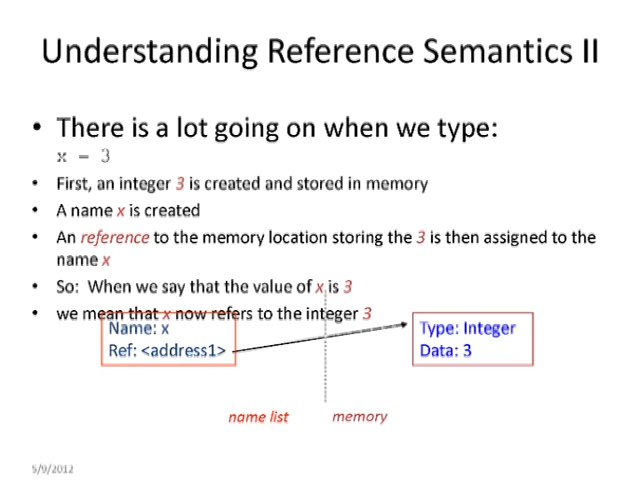 Understanding Reference Semantics II
• There is a lot going on when we type:
x = 3
• First, an integer 3 is created and stored in memory
• A name x is created
• An reference to the memory location storing the 3 is then assigned to the
name x
• So: When we say that the value of x is 3
• we mean that x now refers to the integer 3
Name: x
Ref: <address1>
Type: Integer
Data: 3
name list
memory
5/9/2012